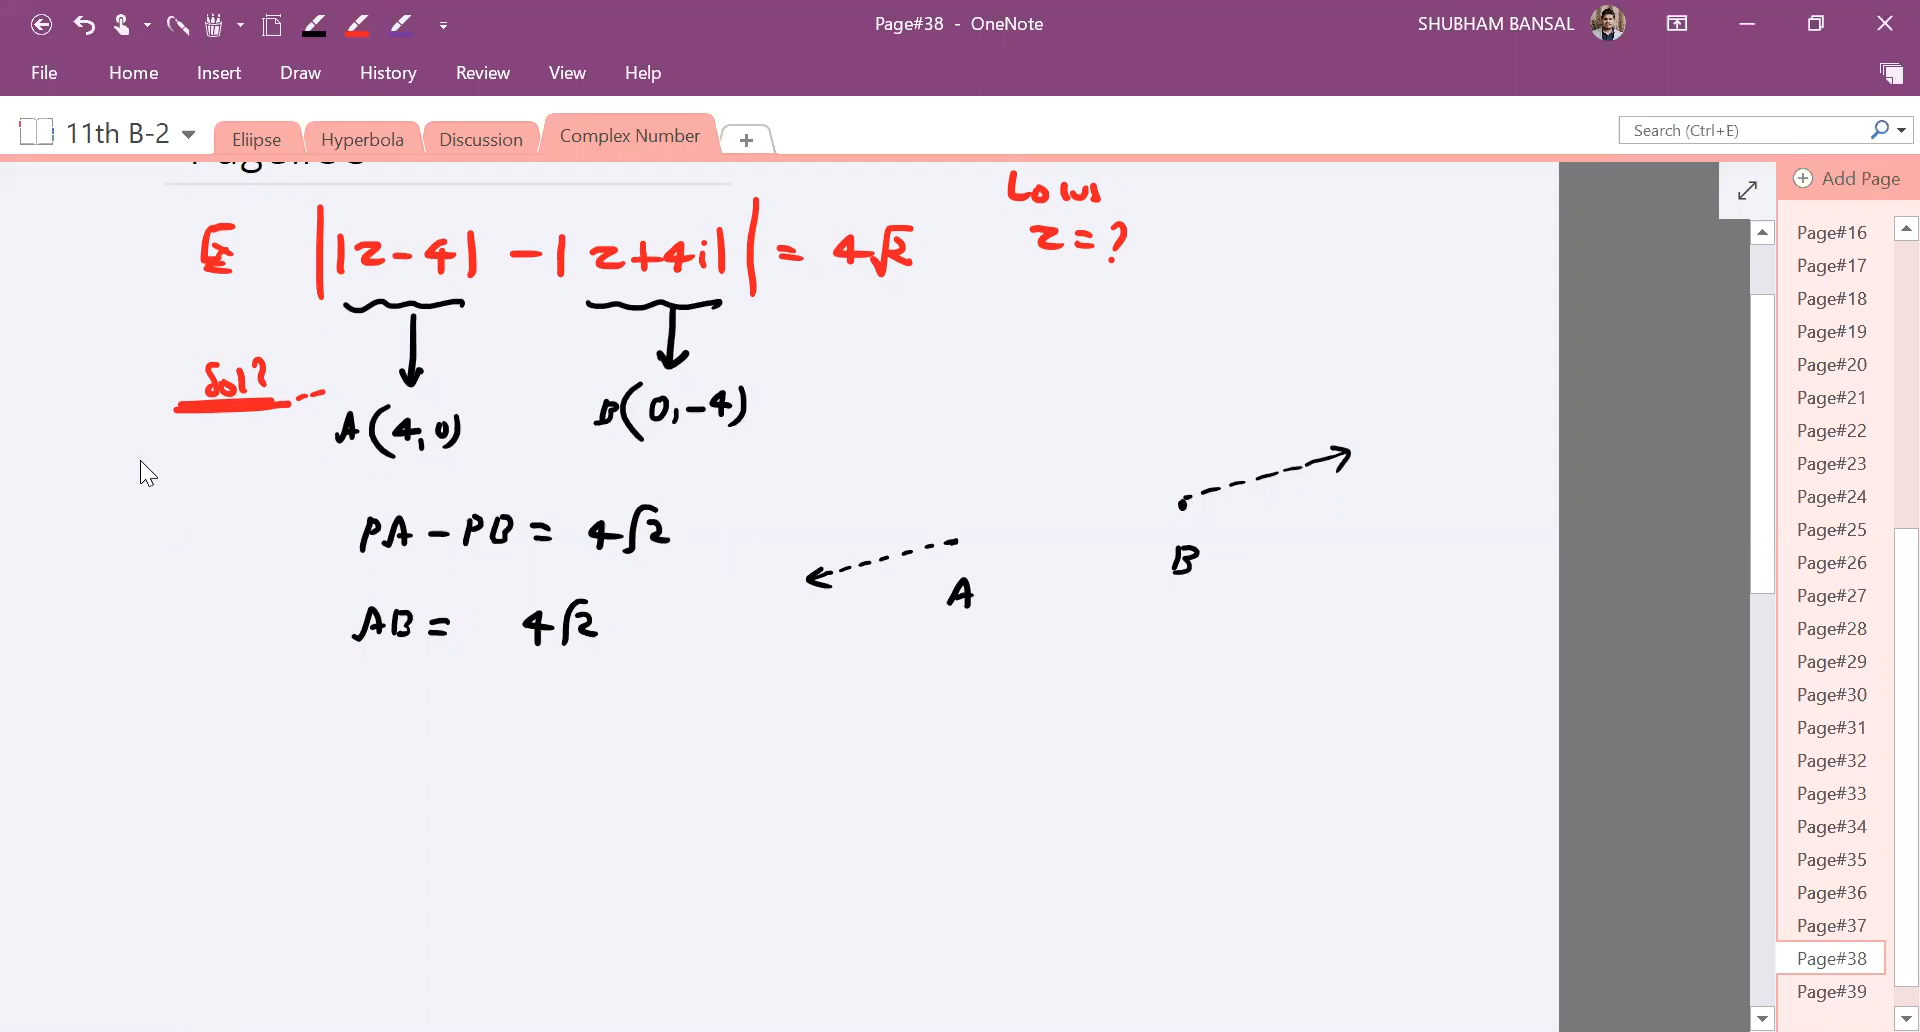 Page#38 - OneNote
SHUBHAM BANSAL
File Home Insert Draw History Review View Help
11th B-2
Eliipse Hyperbola Discussion Complex Number +
Search (Ctrl+E)
Add Page
Locus
E ||z-4| - |z+4i|| = 4√2
z = ?
Solⁿ
A(4,0)
B(0,-4)
PA - PB = 4√2
A
B
AB = 4√2
Page#16
Page#17
Page#18
Page#19
Page#20
Page#21
Page#22
Page#23
Page#24
Page#25
Page#26
Page#27
Page#28
Page#29
Page#30
Page#31
Page#32
Page#33
Page#34
Page#35
Page#36
Page#37
Page#38
Page#39